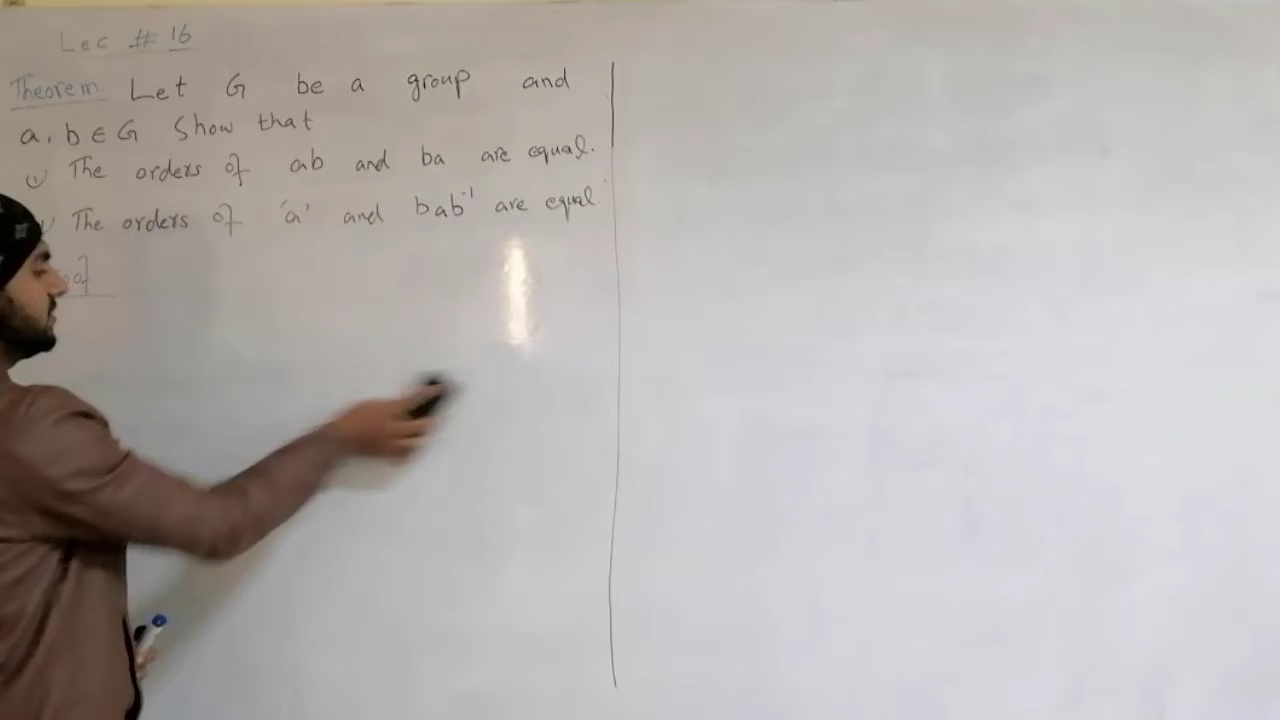 Lec # 16
Theorem Let G be a group and
a, b ∈ G Show that
The orders of ab and ba are equal.
The orders of 'a' and bab⁻¹ are equal